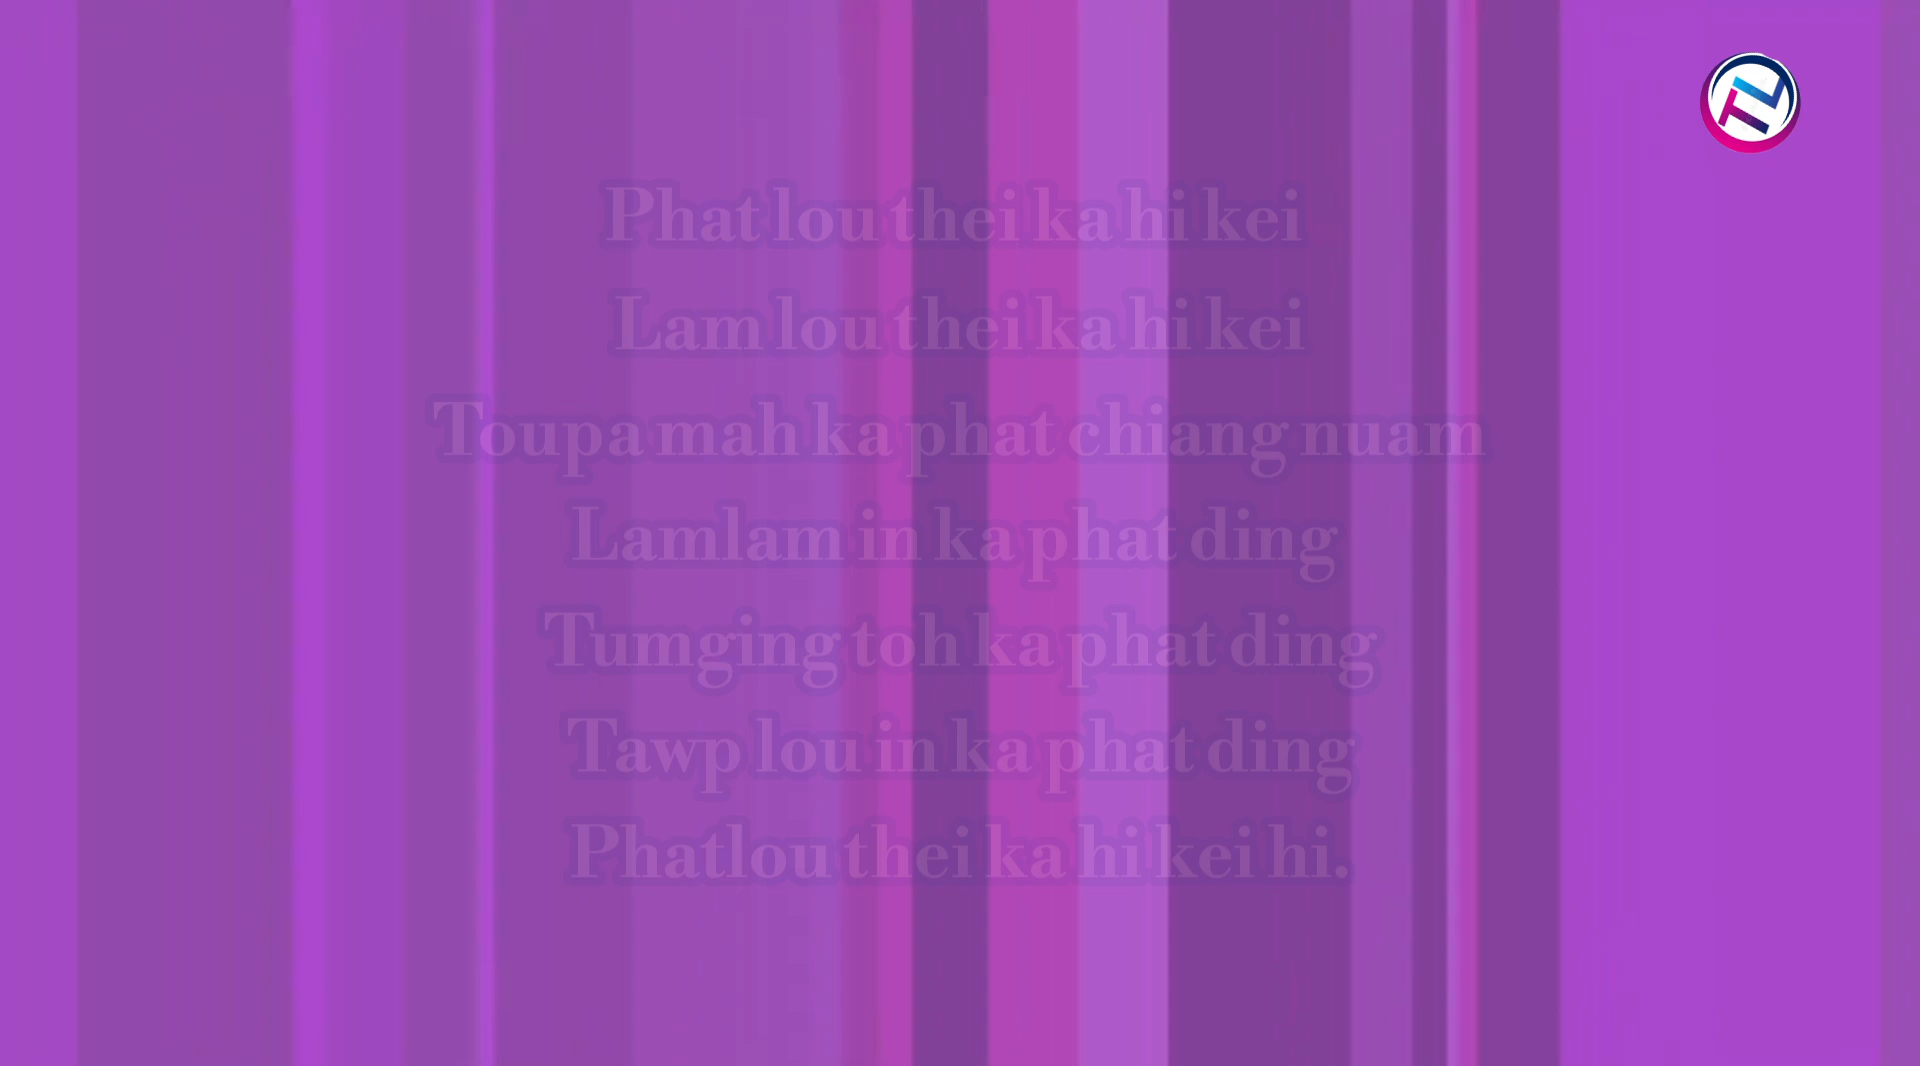 Phat lou thei ka hi kei
Lam lou thei ka hi kei
Toupa mah ka phat chiang nuam
Lamlam in ka phat ding
Tumging toh ka phat ding
Tawp lou in ka phat ding
Phatlou thei ka hi kei hi.